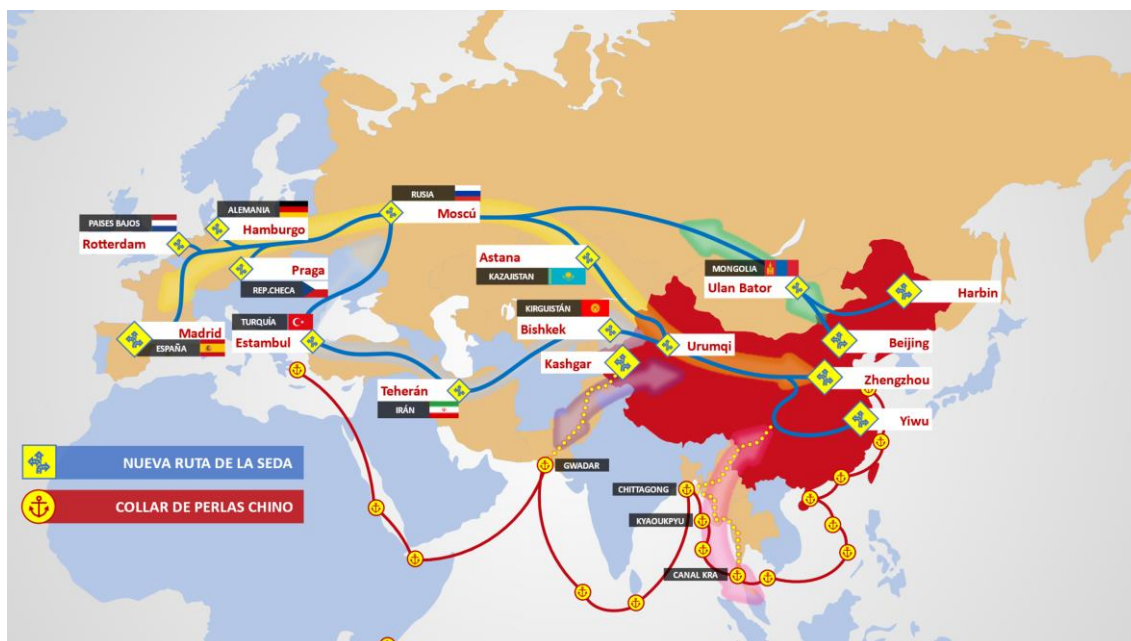 RUSIA
Moscú
ALEMANIA
Hamburgo
PAISES BAJOS
Rotterdam
Praga
REP.CHECA
Astana
KAZAJISTAN
MONGOLIA
Ulan Bator
Harbin
KIRGUISTÁN
Bishkek
Madrid
ESPAÑA
TURQUÍA
Estambul
Urumqi
Beijing
Kashgar
Zhengzhou
Teherán
IRÁN
Yiwu
NUEVA RUTA DE LA SEDA
GWADAR
CHITTAGONG
COLLAR DE PERLAS CHINO
KYAOUKPYU
CANAL KRA